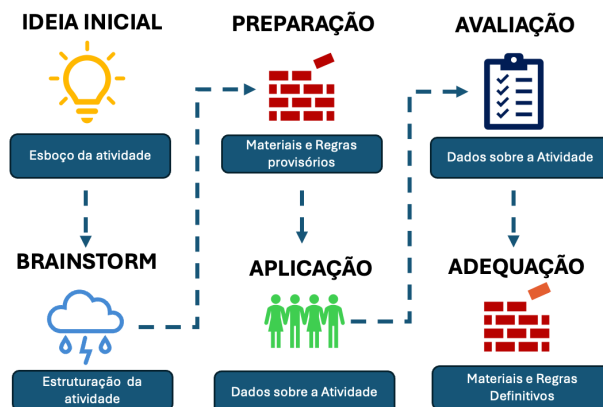 IDEIA INICIAL
Esboço da atividade
BRAINSTORM
Estruturação da
atividade
PREPARAÇÃO
Materiais e Regras
provisórios
APLICAÇÃO
Dados sobre a Atividade
AVALIAÇÃO
Dados sobre a Atividade
ADEQUAÇÃO
Materiais e Regras
Definitivos